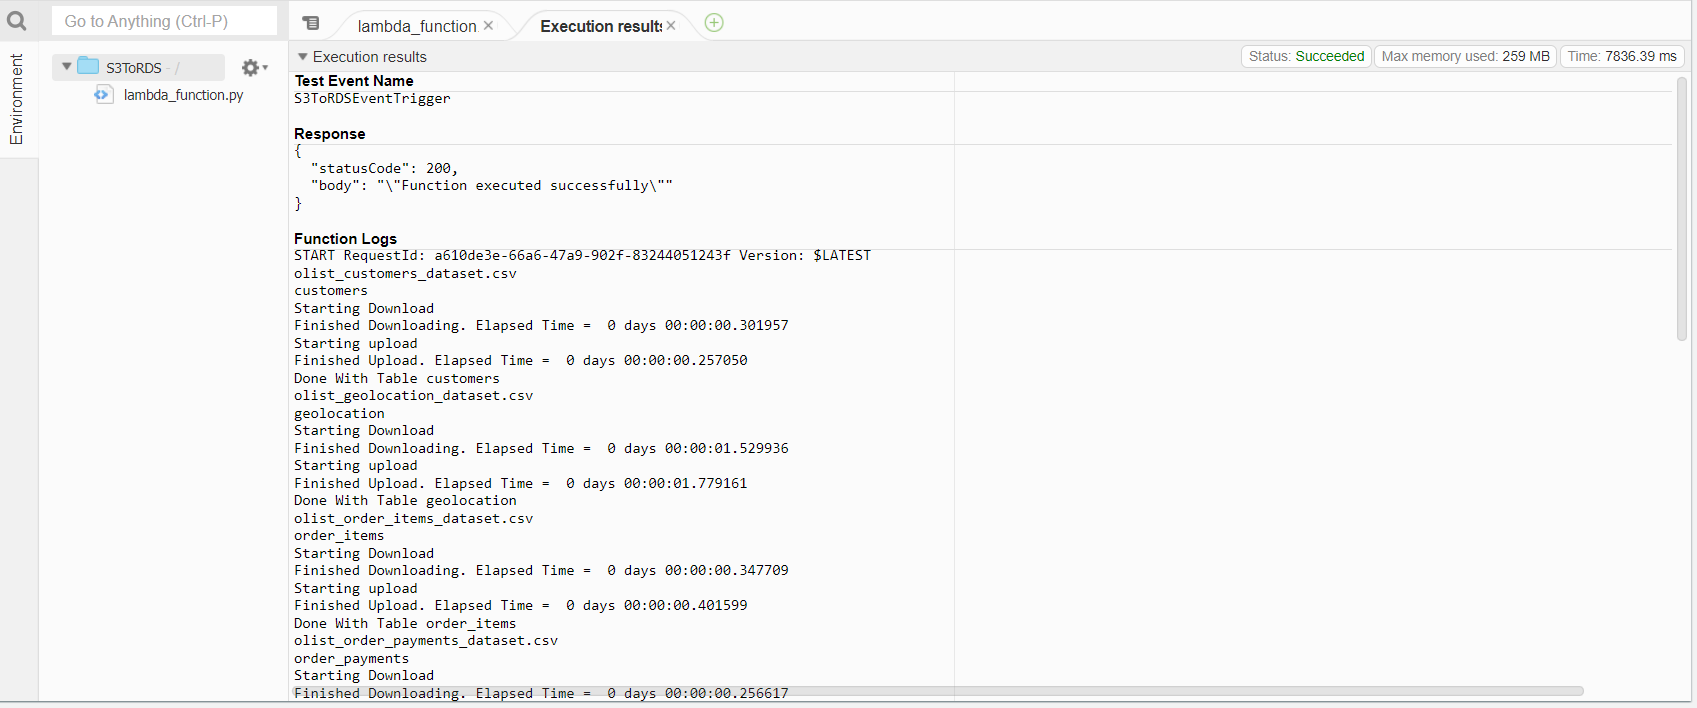 Go to Anything (Ctrl-P)
lambda_function
Execution results
Environment
S3ToRDS - /
lambda_function.py
Execution results
Status: Succeeded
Max memory used: 259 MB
Time: 7836.39 ms
Test Event Name
S3ToRDSEventTrigger
Response
{
"statusCode": 200,
"body": "\"Function executed successfully\""
}
Function Logs
START RequestId: a610de3e-66a6-47a9-902f-83244051243f Version: $LATEST
olist_customers_dataset.csv
customers
Starting Download
Finished Downloading. Elapsed Time =  0 days 00:00:00.301957
Starting upload
Finished Upload. Elapsed Time =  0 days 00:00:00.257050
Done With Table customers
olist_geolocation_dataset.csv
geolocation
Starting Download
Finished Downloading. Elapsed Time =  0 days 00:00:01.529936
Starting upload
Finished Upload. Elapsed Time =  0 days 00:00:01.779161
Done With Table geolocation
olist_order_items_dataset.csv
order_items
Starting Download
Finished Downloading. Elapsed Time =  0 days 00:00:00.347709
Starting upload
Finished Upload. Elapsed Time =  0 days 00:00:00.401599
Done With Table order_items
olist_order_payments_dataset.csv
order_payments
Starting Download
Finished Downloading. Elapsed Time =  0 days 00:00:00.256617